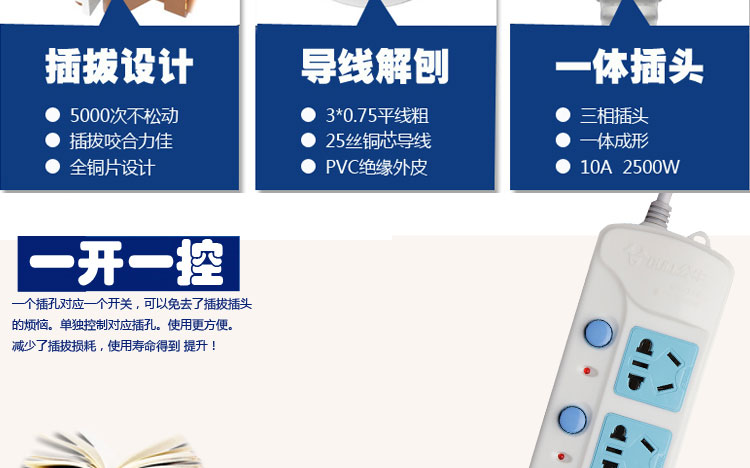 插拔设计
5000次不松动
插拔咬合力佳
全铜片设计
导线解刨
3*0.75平线粗
25丝铜芯导线
PVC绝缘外皮
一体插头
三相插头
一体成形
10A 2500W
一开一控
一个插孔对应一个开关，可以免去了插拔插头
的烦恼。单独控制对应插孔。使用更方便。
减少了插拔损耗，使用寿命得到 提升！